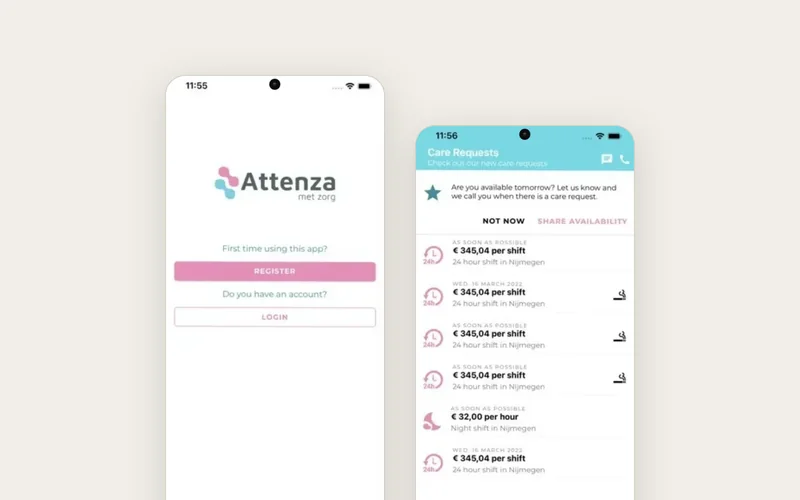 11:55
Attenza
met zorg
First time using this app?
REGISTER
Do you have an account?
LOGIN
11:56
Care Requests
Check out our new care requests
Are you available tomorrow? Let us know and
we call you when there is a care request.
NOT NOW
SHARE AVAILABILITY
AS SOON AS POSSIBLE
€ 345,04 per shift
24h
24 hour shift in Nijmegen
WED. 16 MARCH 2022
€ 345,04 per shift
24h
24 hour shift in Nijmegen
AS SOON AS POSSIBLE
€ 345,04 per shift
24h
24 hour shift in Nijmegen
AS SOON AS POSSIBLE
€ 345,04 per shift
24h
24 hour shift in Nijmegen
AS SOON AS POSSIBLE
€ 32,00 per hour
Night shift in Nijmegen
WED. 16 MARCH 2022
€ 345,04 per shift
24h
24 hour shift in Nijmegen